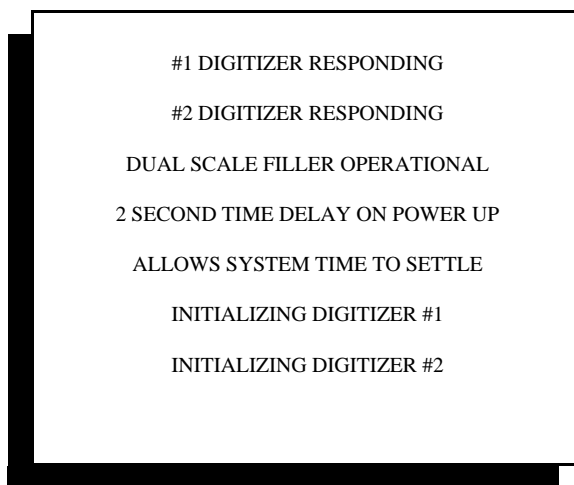 #1 DIGITIZER RESPONDING
#2 DIGITIZER RESPONDING
DUAL SCALE FILLER OPERATIONAL
2 SECOND TIME DELAY ON POWER UP
ALLOWS SYSTEM TIME TO SETTLE
INITIALIZING DIGITIZER #1
INITIALIZING DIGITIZER #2